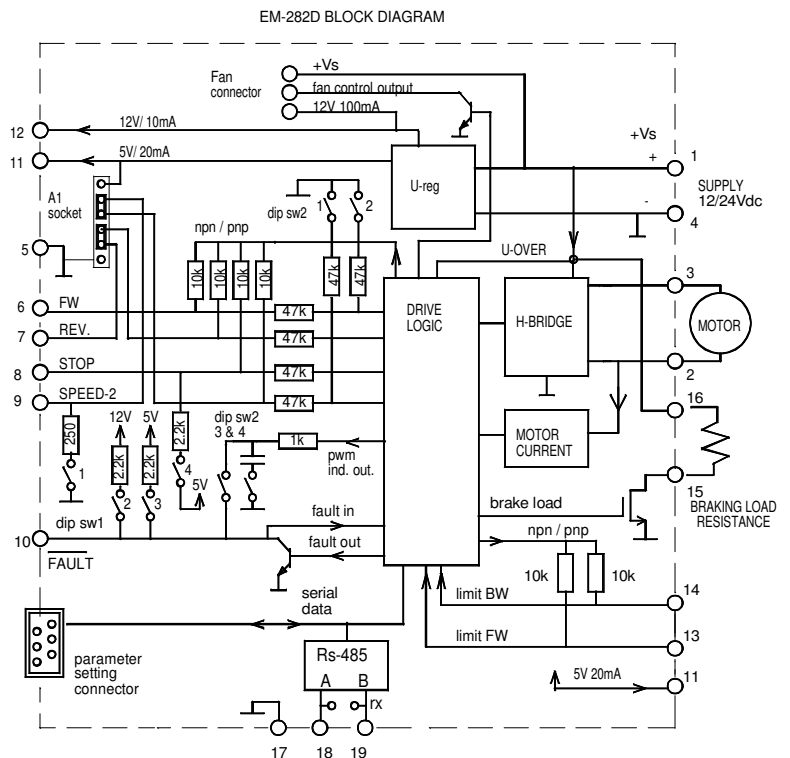 EM-282D BLOCK DIAGRAM
Fan
connector
+Vs
fan control output
12V 100mA
12
12V/ 10mA
11
5V/ 20mA
A1
socket
U-reg
+Vs
+
1
SUPPLY
12/24Vdc
-
4
dip sw2
1
2
npn / pnp
5
U-OVER
10k
10k
10k
10k
47k
47k
6
FW
47k
7
REV.
47k
8
STOP
47k
9
SPEED-2
47k
DRIVE
LOGIC
H-BRIDGE
3
MOTOR
2
16
MOTOR
CURRENT
250
1
12V
5V
2.2k
2.2k
2
3
2.2k
4
5V
dip sw2
3 & 4
1k
pwm
ind. out.
15
BRAKING LOAD
RESISTANCE
brake load
dip sw1
10
FAULT
fault in
fault out
npn / pnp
10k
10k
limit BW
14
limit FW
13
5V 20mA
11
serial
data
Rs-485
A
B
rx
parameter
setting
connector
17
18
19